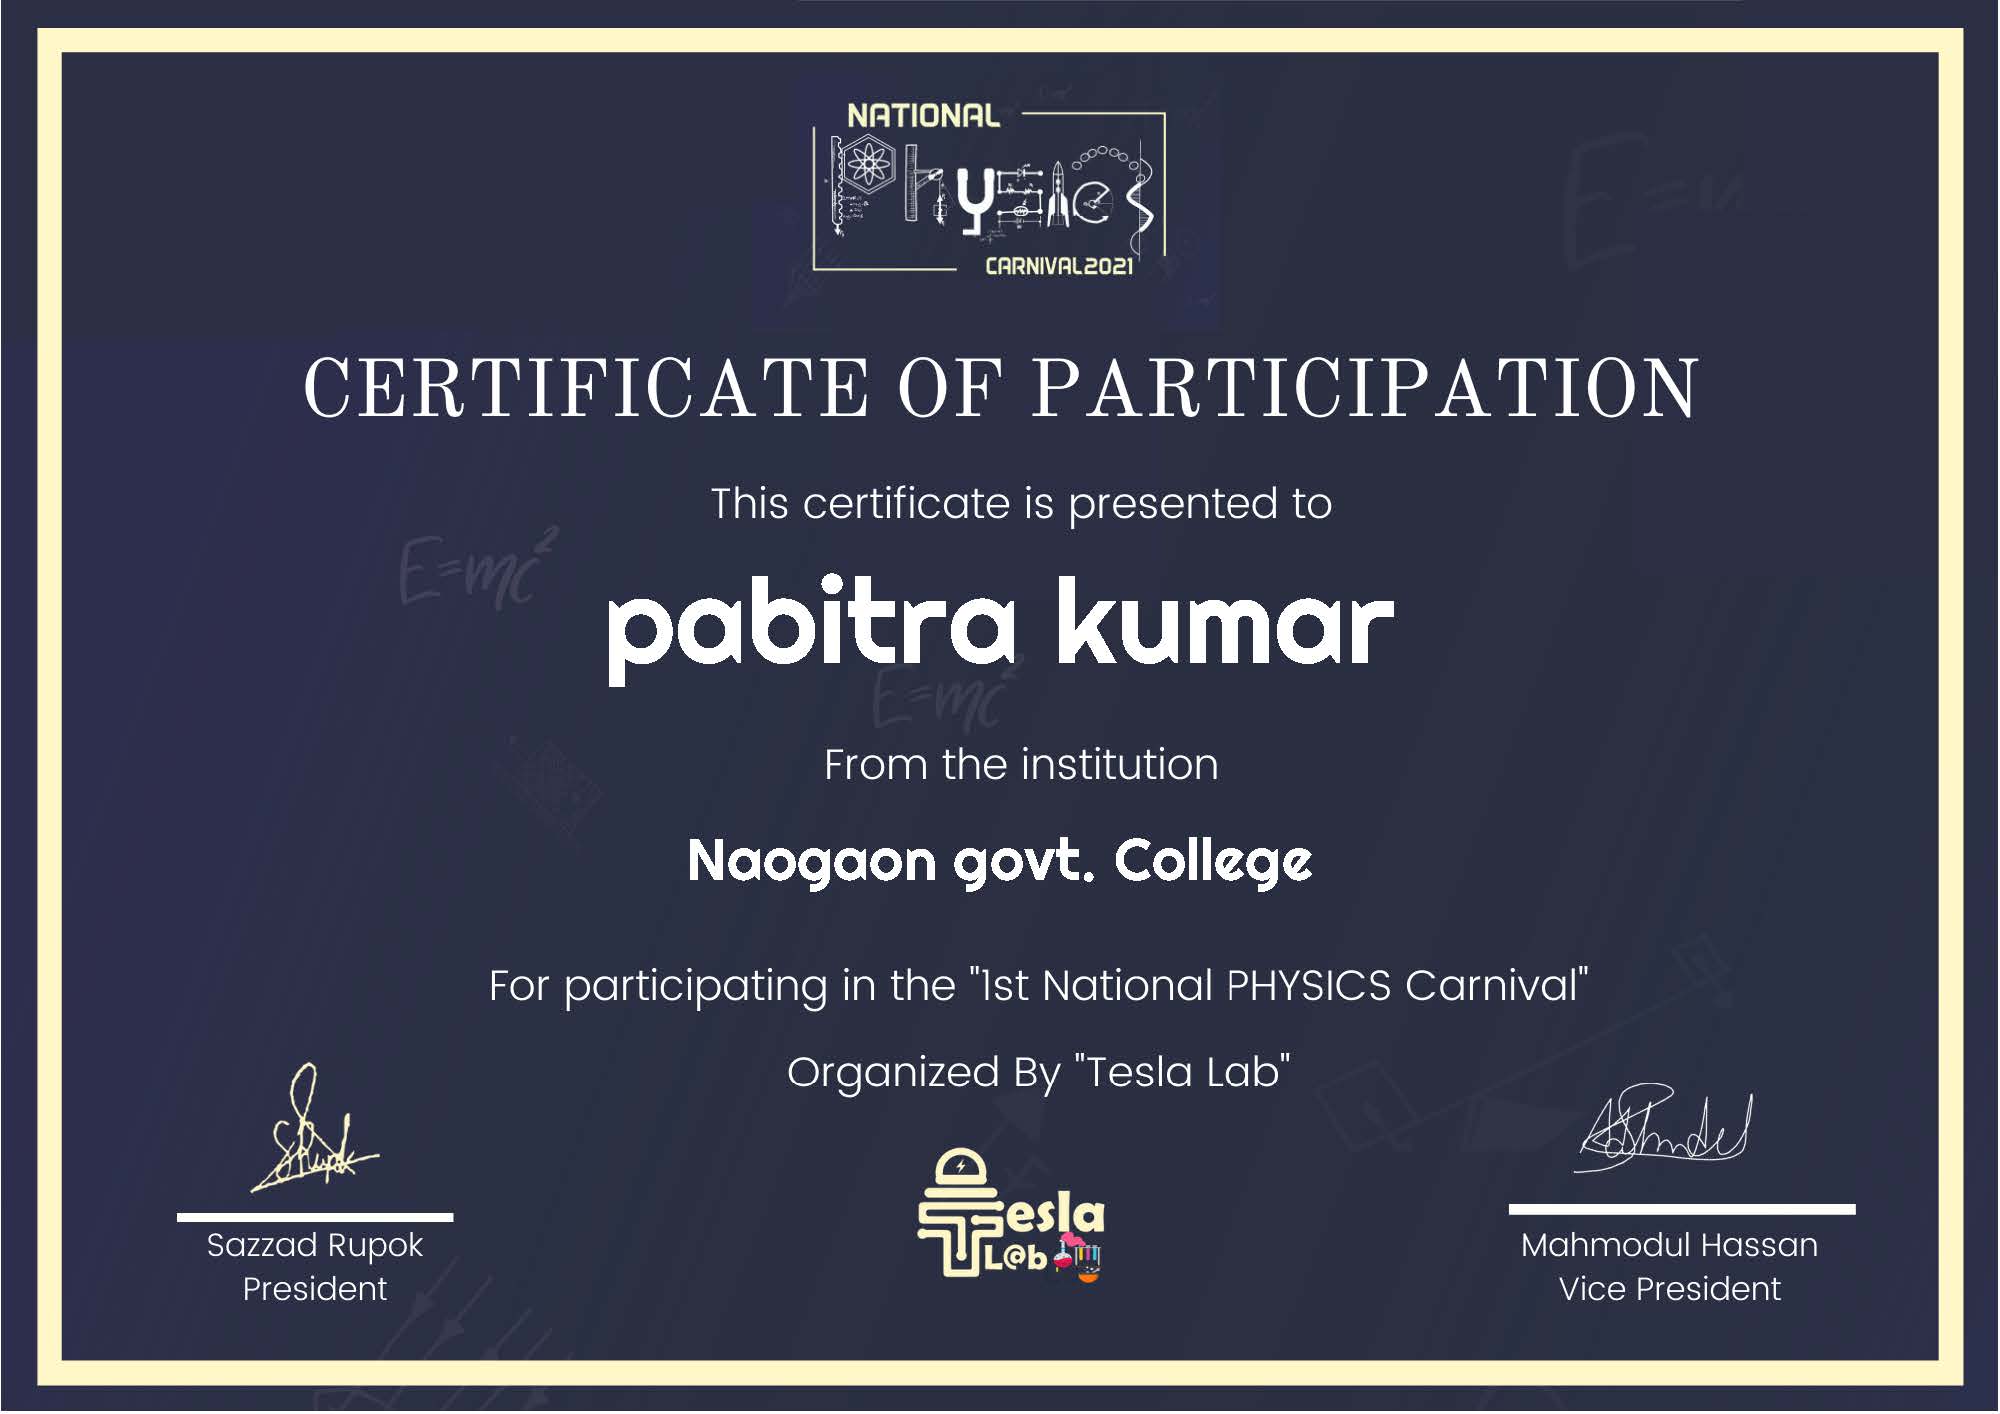 NATIONAL
Physics
CARNIVAL2021
CERTIFICATE OF PARTICIPATION
This certificate is presented to
E=mc²
pabitra kumar
E=mc²
From the institution
Naogaon govt. College
For participating in the "1st National PHYSICS Carnival"
Organized By "Tesla Lab"
Tesla
L@b
Sazzad Rupok
President
Mahmodul Hassan
Vice President